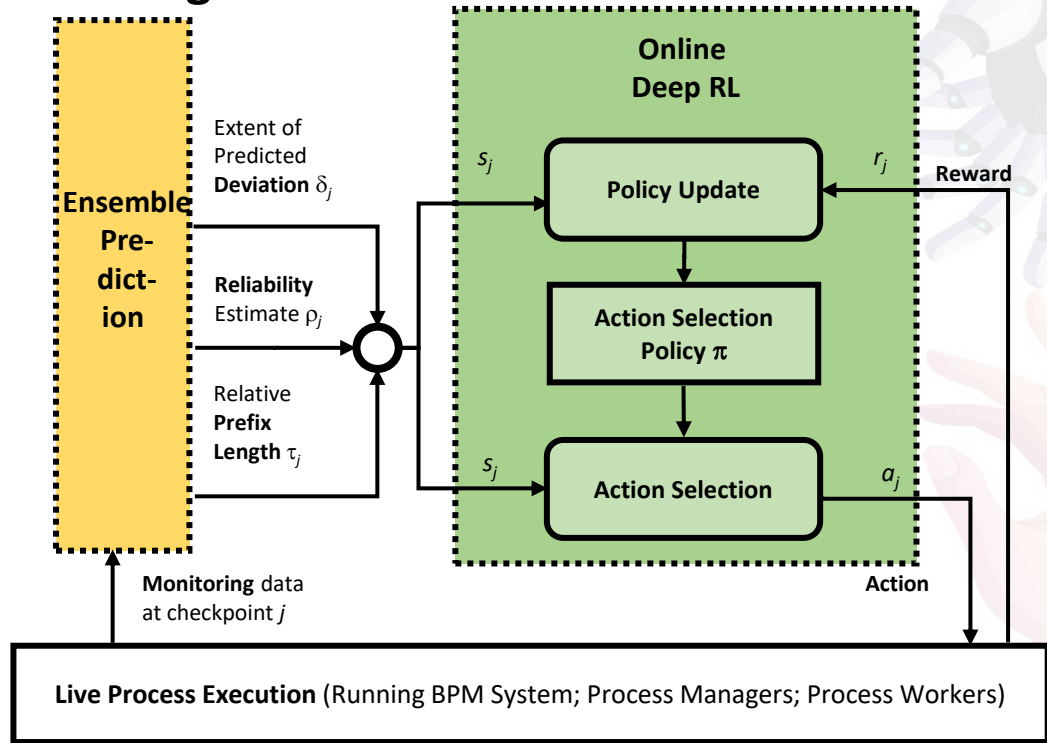 Online
Deep RL
Extent of
Predicted
Deviation δj
Ensemble
Pre-
dict-
ion
Reliability
Estimate ρj
Relative
Prefix
Length τj
sj
Policy Update
rj
Reward
Action Selection
Policy π
sj
Action Selection
aj
Action
Monitoring data
at checkpoint j
Live Process Execution (Running BPM System; Process Managers; Process Workers)